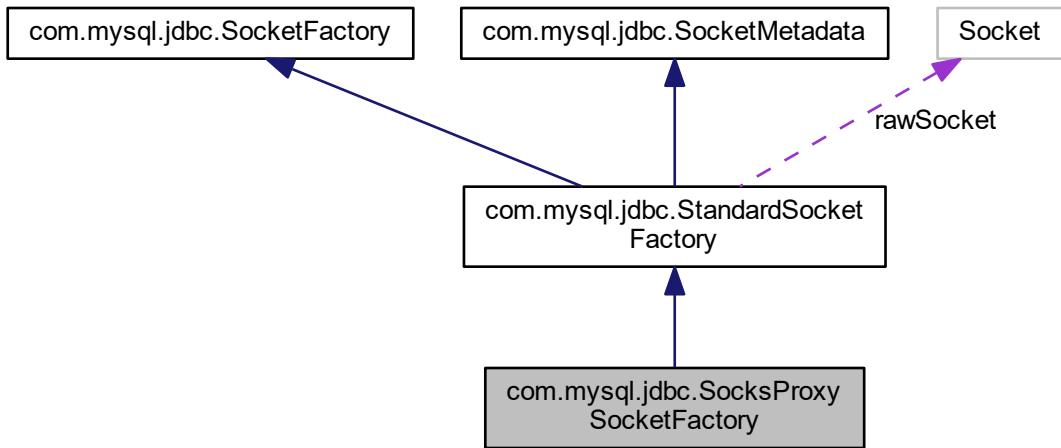 com.mysql.jdbc.SocketFactory
com.mysql.jdbc.SocketMetadata
Socket
rawSocket
com.mysql.jdbc.StandardSocket
Factory
com.mysql.jdbc.SocksProxy
SocketFactory